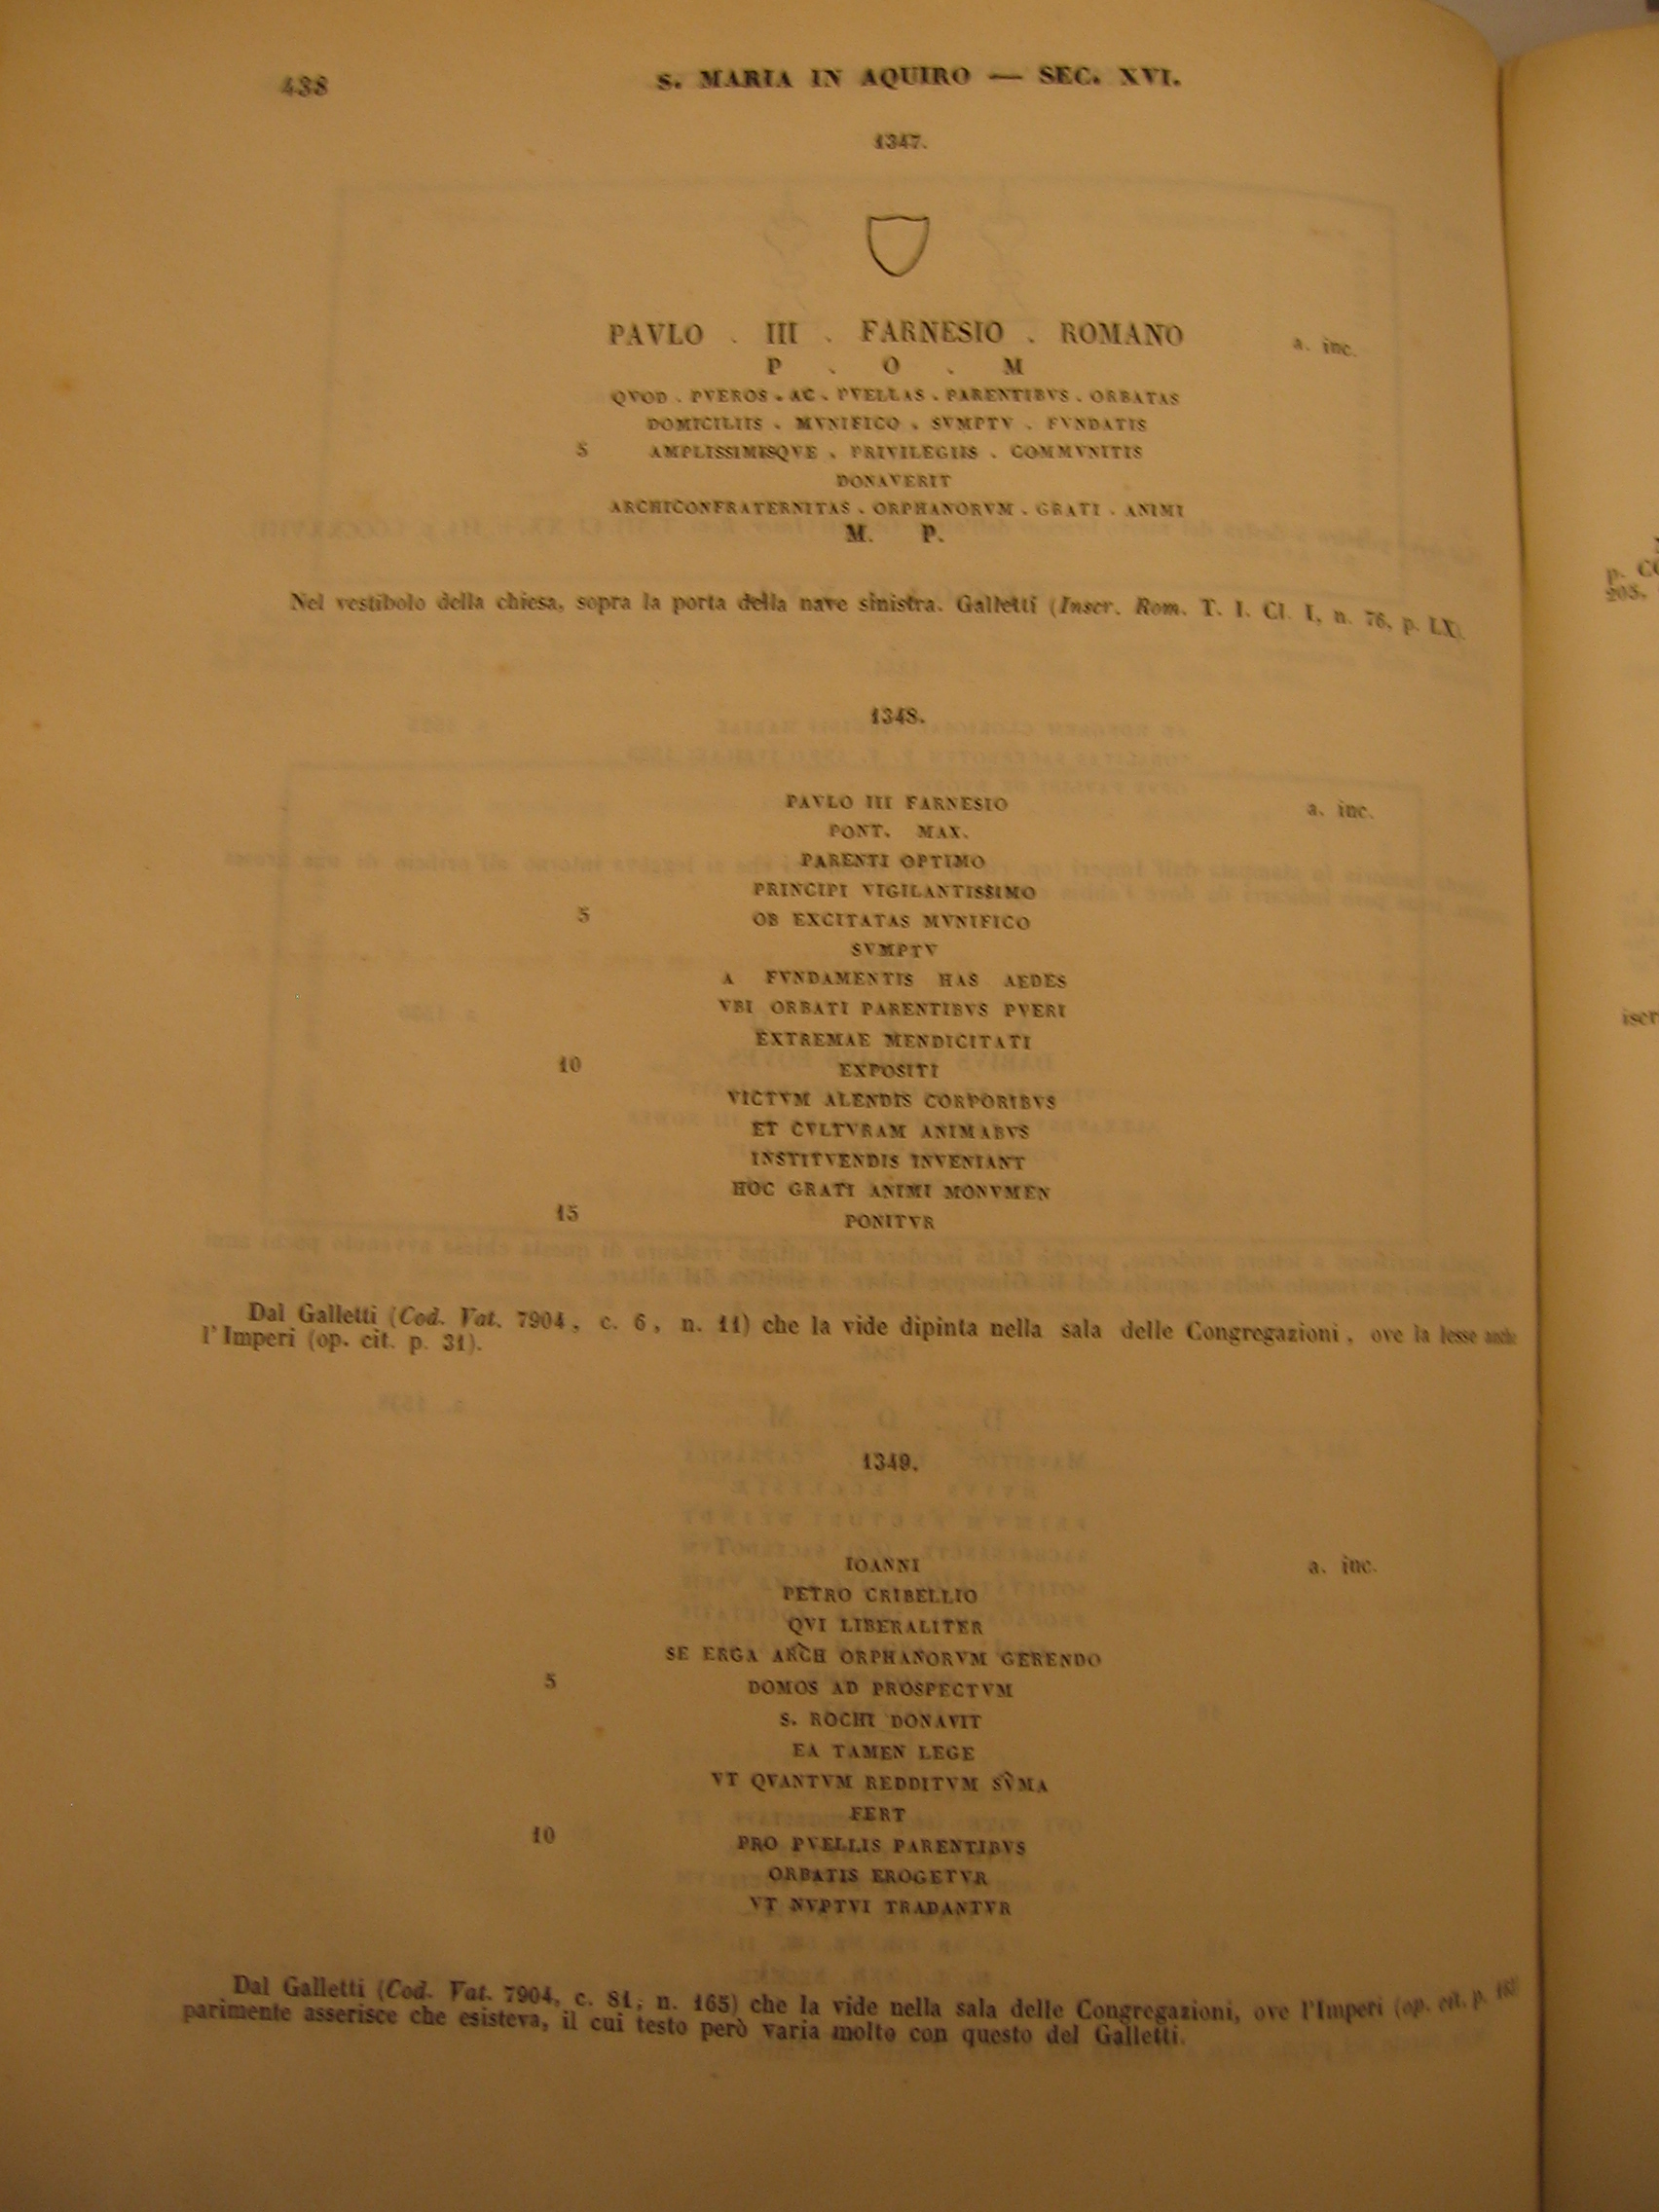 438
S. MARIA IN AQUIRO — SEC. XVI.
1347.
PAVLO . III . FARNESIO . ROMANO a. inc.
P . O . M
QVOD . PVEROS . AC . PVELLAS . PARENTIBVS . ORBATAS
DOMICILIIS . MVNIFICO . SVMPTV . FVNDATIS
5 AMPLISSIMISQVE . PRIVILEGIIS . COMMVNITIS
DONAVERIT
ARCHICONFRATERNITAS . ORPHANORVM . GRATI . ANIMI
M. P.
Nel vestibolo della chiesa, sopra la porta della nave sinistra. Galletti (Inscr. Rom. T. I. Cl. I, n. 76, p. LX).
1348.
PAVLO III FARNESIO a. inc.
PONT. MAX.
PARENTI OPTIMO
PRINCIPI VIGILANTISSIMO
5 OB EXCITATAS MVNIFICO
SVMPTV
A FVNDAMENTIS HAS AEDES
VBI ORBATI PARENTIBVS PVERI
EXTREMAE MENDICITATI
10 EXPOSITI
VICTVM ALENDIS CORPORIBVS
ET CVLTVRAM ANIMABVS
INSTITVENDIS INVENIANT
HOC GRATI ANIMI MONVMEN
15 PONITVR
Dal Galletti (Cod. Vat. 7904, c. 6, n. 11) che la vide dipinta nella sala delle Congregazioni, ove la lesse anche
l'Imperi (op. cit. p. 31).
1349.
IOANNI a. inc.
PETRO CRIBELLIO
QVI LIBERALITER
SE ERGA ARCH ORPHANORVM GERENDO
5 DOMOS AD PROSPECTVM
S. ROCHI DONAVIT
EA TAMEN LEGE
VT QVANTVM REDDITVM SV̄MA
FERT
10 PRO PVELLIS PARENTIBVS
ORBATIS EROGETVR
VT NVPTVI TRADANTVR
Dal Galletti (Cod. Vat. 7904, c. 81, n. 165) che la vide nella sala delle Congregazioni, ove l'Imperi (op. cit. p.
parimente asserisce che esisteva, il cui testo però varia molto con questo del Galletti.
p.
205.
iscr